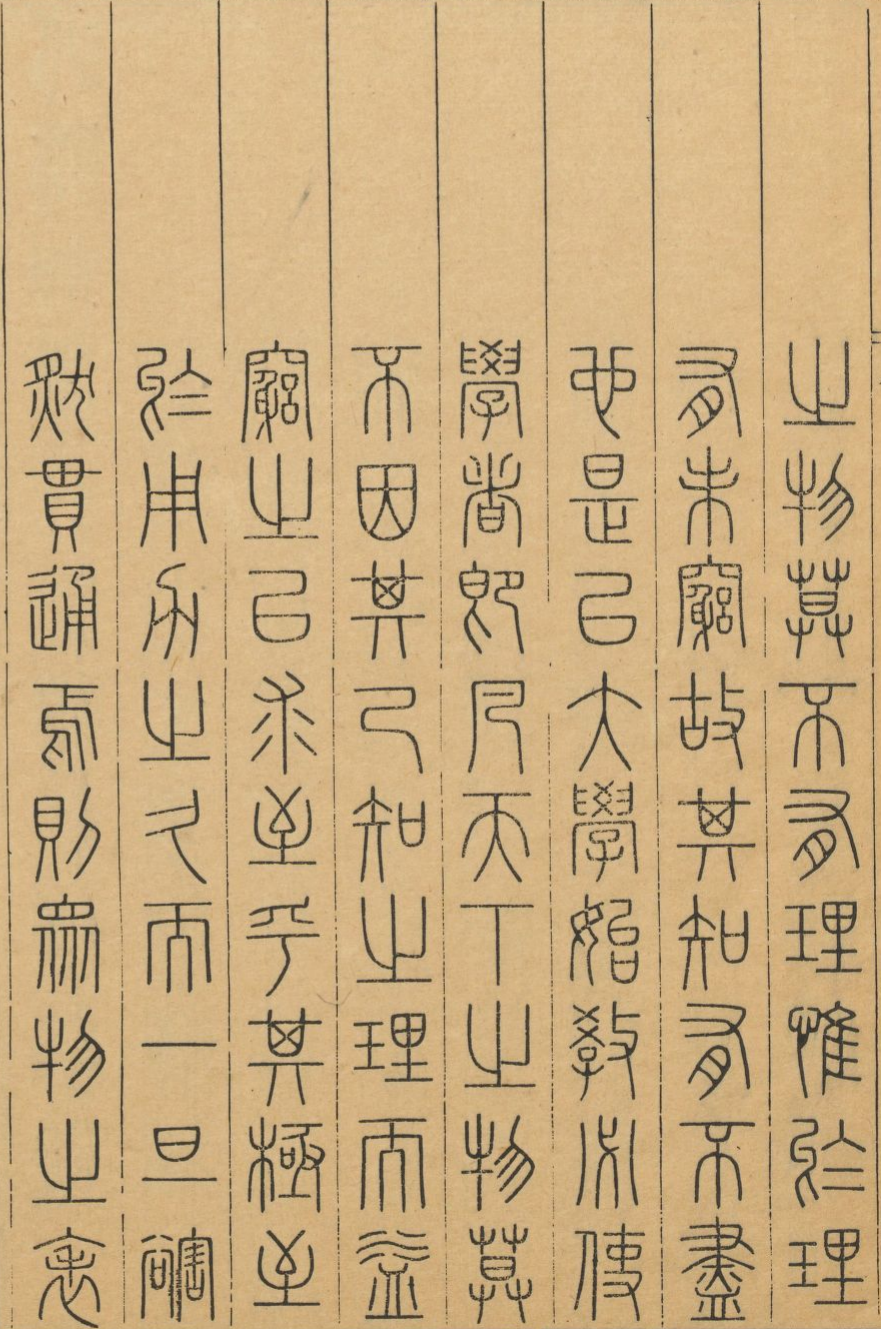 之物莫不有理惟於理
有未窮故其知有不盡
也是以大學始教必使
學者即凡天下之物莫
不因其已知之理而益
窮之以求至乎其極至
於用力之久而一旦豁
然貫通焉則眾物之表